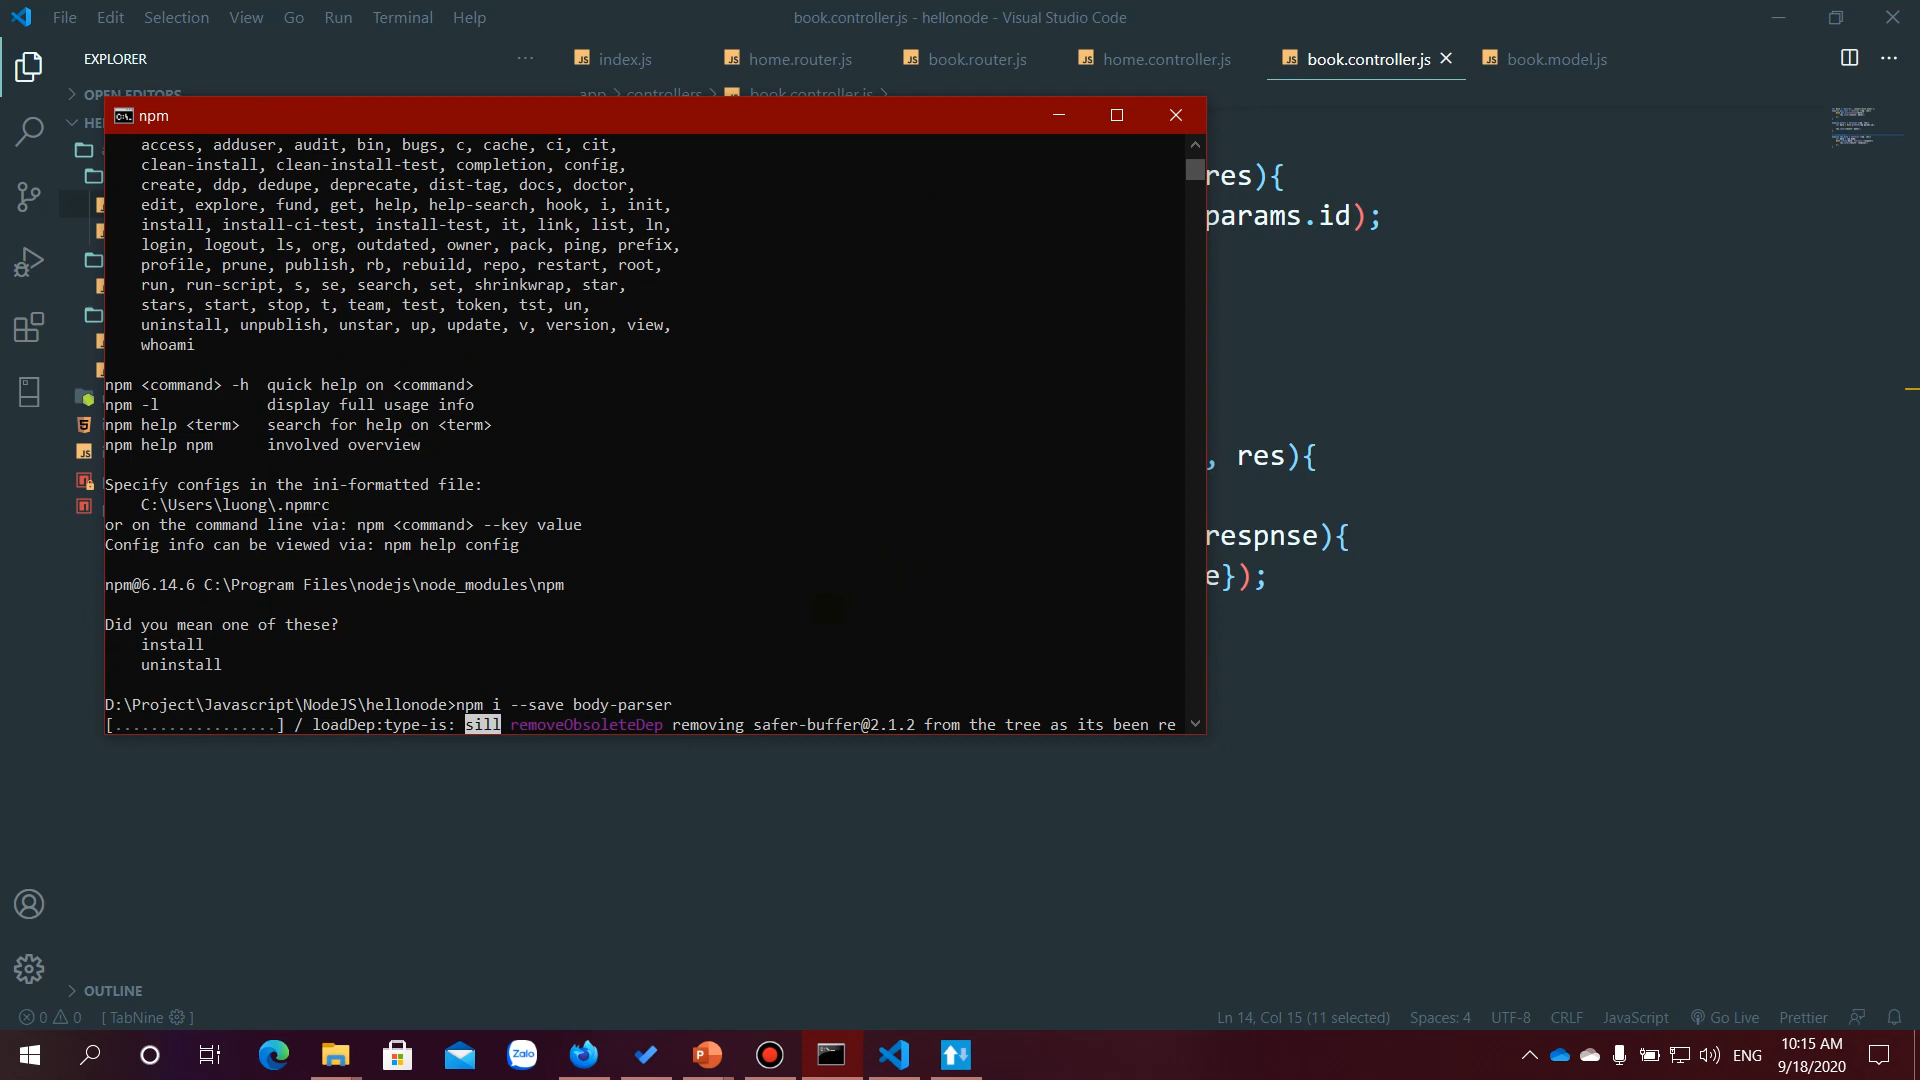 File Edit Selection View Go Run Terminal Help
book.controller.js - hellonode - Visual Studio Code
EXPLORER
index.js
home.router.js
book.router.js
home.controller.js
book.controller.js
book.model.js
OPEN EDITORS
app > controllers > book.controller.js >
HE
npm
access, adduser, audit, bin, bugs, c, cache, ci, cit,
clean-install, clean-install-test, completion, config,
create, ddp, dedupe, deprecate, dist-tag, docs, doctor,
edit, explore, fund, get, help, help-search, hook, i, init,
install, install-ci-test, install-test, it, link, list, ln,
login, logout, ls, org, outdated, owner, pack, ping, prefix,
profile, prune, publish, rb, rebuild, repo, restart, root,
run, run-script, s, se, search, set, shrinkwrap, star,
stars, start, stop, t, team, test, token, tst, un,
uninstall, unpublish, unstar, up, update, v, version, view,
whoami
npm <command> -h  quick help on <command>
npm -l            display full usage info
npm help <term>   search for help on <term>
npm help npm      involved overview
Specify configs in the ini-formatted file:
C:\Users\luong\.npmrc
or on the command line via: npm <command> --key value
Config info can be viewed via: npm help config
npm@6.14.6 C:\Program Files\nodejs\node_modules\npm
Did you mean one of these?
install
uninstall
D:\Project\Javascript\NodeJS\hellonode>npm i --save body-parser
[..................] / loadDep:type-is: sill removeObsoleteDep removing safer-buffer@2.1.2 from the tree as its been re
res){
params.id);
, res){
respnse){
e});
OUTLINE
0 0 [ TabNine ]
Ln 14, Col 15 (11 selected) Spaces: 4 UTF-8 CRLF JavaScript Go Live Prettier
Zalo
ENG
10:15 AM
9/18/2020